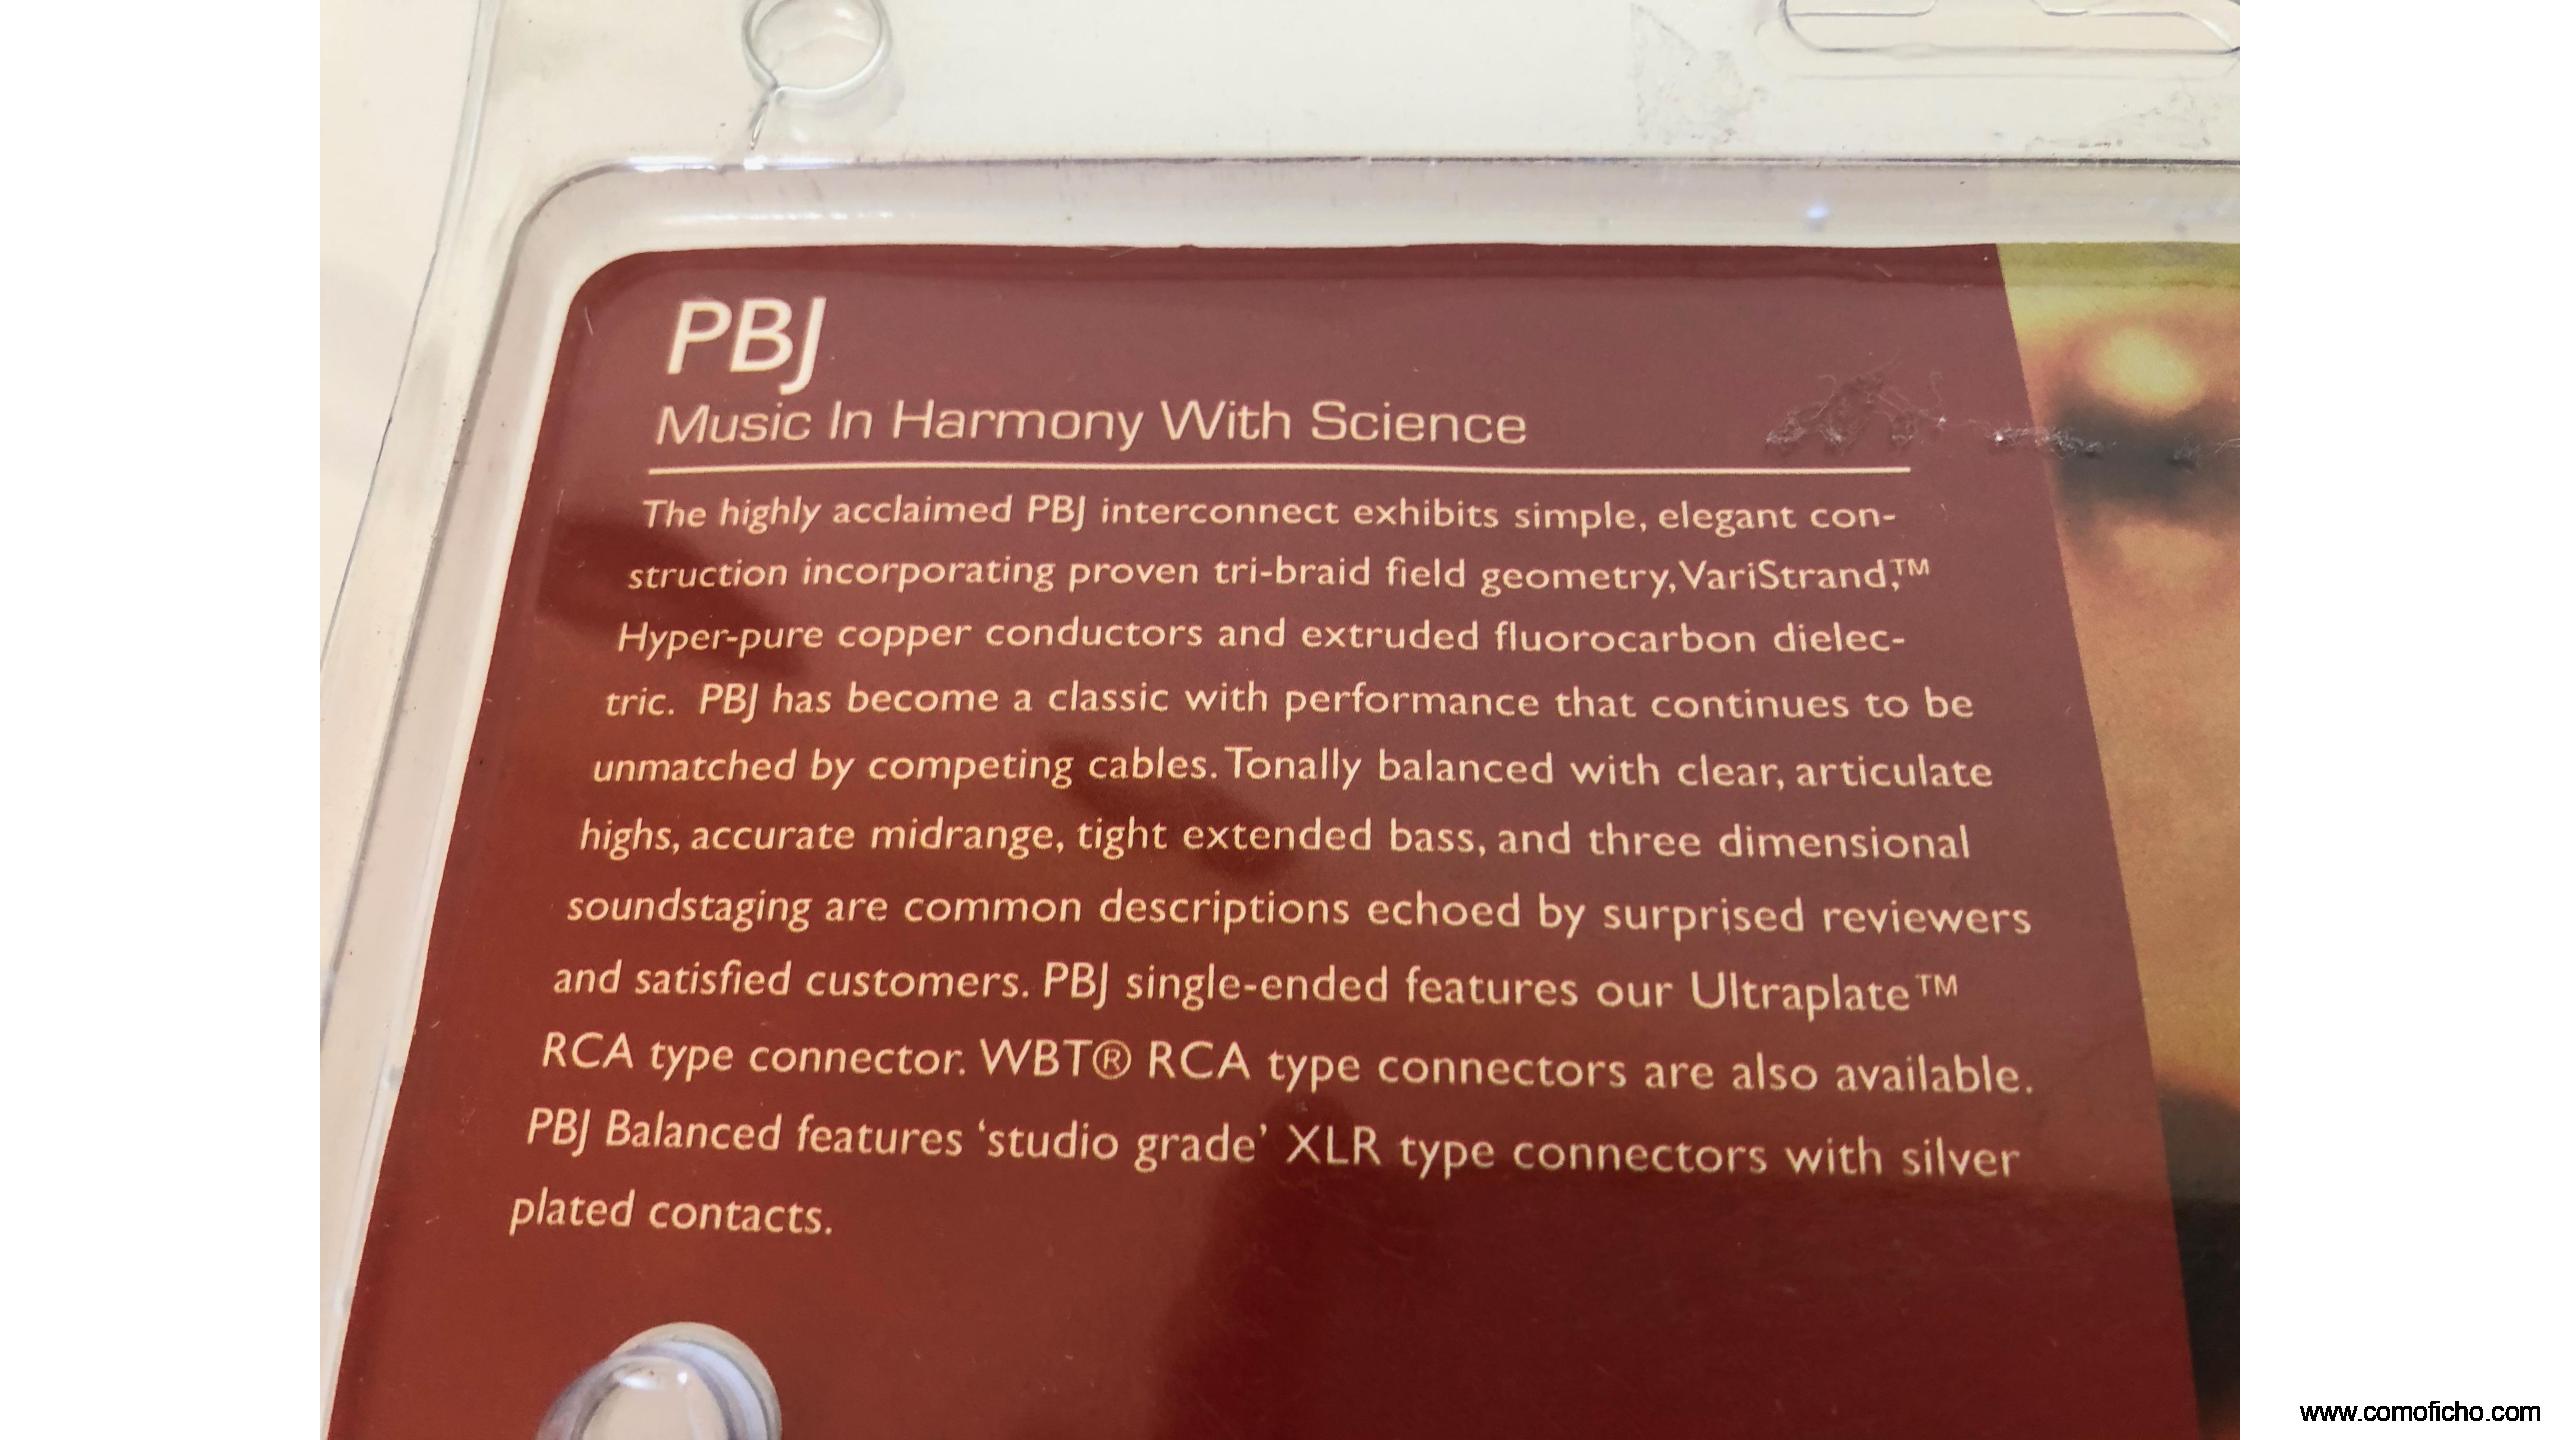 PBJ
Music In Harmony With Science
The highly acclaimed PBJ interconnect exhibits simple, elegant con-
struction incorporating proven tri-braid field geometry, VariStrand,™
Hyper-pure copper conductors and extruded fluorocarbon dielec-
tric. PBJ has become a classic with performance that continues to be
unmatched by competing cables. Tonally balanced with clear, articulate
highs, accurate midrange, tight extended bass, and three dimensional
soundstaging are common descriptions echoed by surprised reviewers
and satisfied customers. PBJ single-ended features our Ultraplate™
RCA type connector. WBT® RCA type connectors are also available.
PBJ Balanced features ‘studio grade’ XLR type connectors with silver
plated contacts.
www.comoficho.com